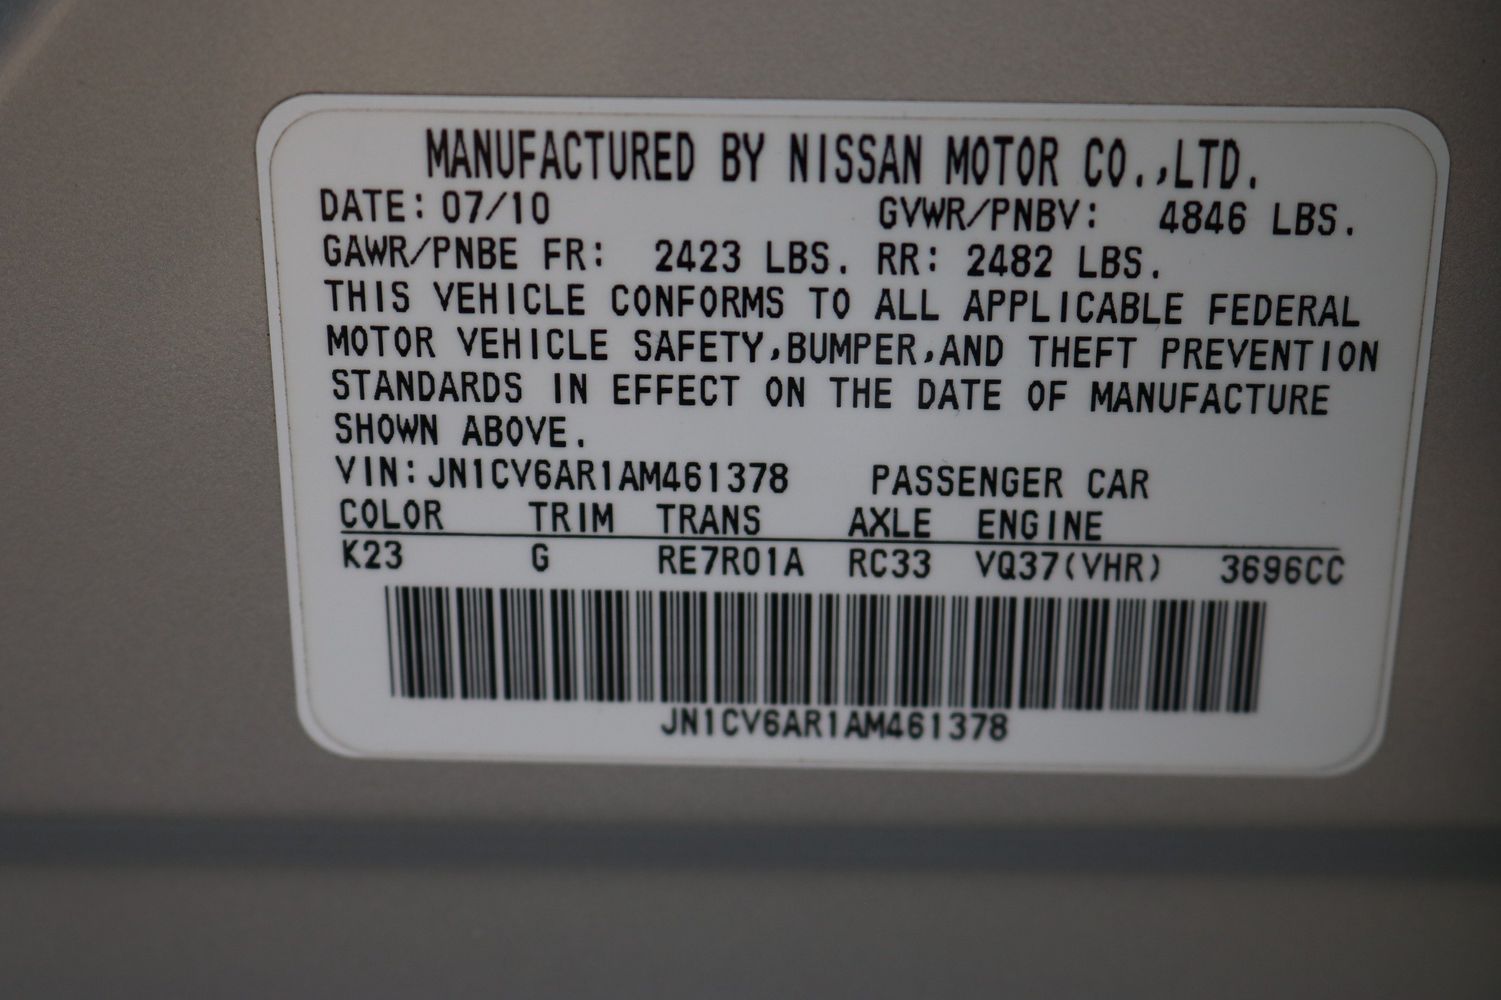 MANUFACTURED BY NISSAN MOTOR CO.,LTD.
DATE: 07/10 GVWR/PNBV: 4846 LBS.
GAWR/PNBE FR: 2423 LBS. RR: 2482 LBS.
THIS VEHICLE CONFORMS TO ALL APPLICABLE FEDERAL
MOTOR VEHICLE SAFETY,BUMPER,AND THEFT PREVENTION
STANDARDS IN EFFECT ON THE DATE OF MANUFACTURE
SHOWN ABOVE.
VIN: JN1CV6AR1AM461378 PASSENGER CAR
COLOR TRIM TRANS AXLE ENGINE
K23 G RE7R01A RC33 VQ37(VHR) 3696CC
JN1CV6AR1AM461378